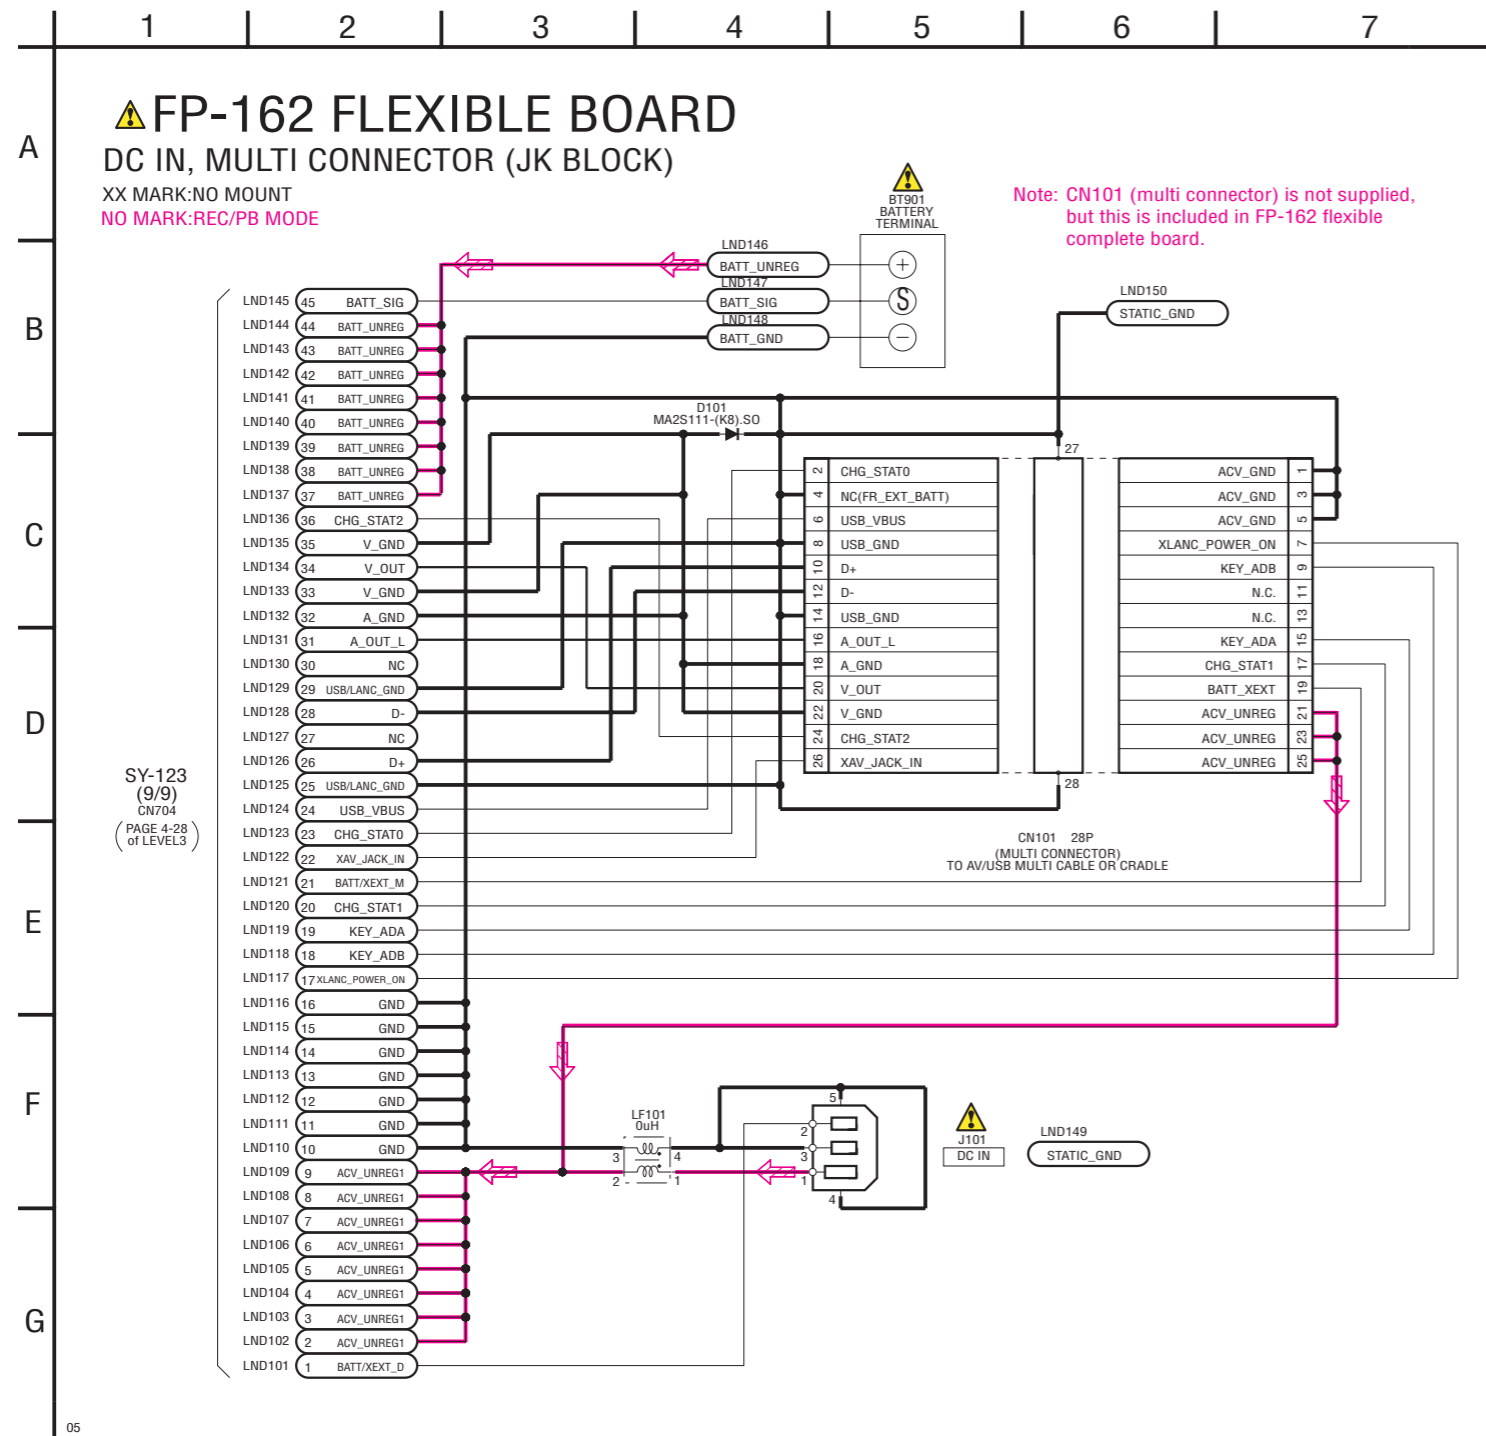 1 2 3 4 5 6 7
A
B
C
D
E
F
G
FP-162 FLEXIBLE BOARD
DC IN, MULTI CONNECTOR (JK BLOCK)
XX MARK:NO MOUNT
NO MARK:REC/PB MODE
Note: CN101 (multi connector) is not supplied,
but this is included in FP-162 flexible
complete board.
BT901
BATTERY
TERMINAL
LND146
BATT_UNREG +
LND147
BATT_SIG S
LND148
BATT_GND −
LND150
STATIC_GND
D101
MA2S111-(K8).SO
SY-123
(9/9)
CN704
(PAGE 4-28
of LEVEL3)
LND145 45 BATT_SIG
LND144 44 BATT_UNREG
LND143 43 BATT_UNREG
LND142 42 BATT_UNREG
LND141 41 BATT_UNREG
LND140 40 BATT_UNREG
LND139 39 BATT_UNREG
LND138 38 BATT_UNREG
LND137 37 BATT_UNREG
LND136 36 CHG_STAT2
LND135 35 V_GND
LND134 34 V_OUT
LND133 33 V_GND
LND132 32 A_GND
LND131 31 A_OUT_L
LND130 30 NC
LND129 29 USB/LANC_GND
LND128 28 D-
LND127 27 NC
LND126 26 D+
LND125 25 USB/LANC_GND
LND124 24 USB_VBUS
LND123 23 CHG_STAT0
LND122 22 XAV_JACK_IN
LND121 21 BATT/XEXT_M
LND120 20 CHG_STAT1
LND119 19 KEY_ADA
LND118 18 KEY_ADB
LND117 17 XLANC_POWER_ON
LND116 16 GND
LND115 15 GND
LND114 14 GND
LND113 13 GND
LND112 12 GND
LND111 11 GND
LND110 10 GND
LND109 9 ACV_UNREG1
LND108 8 ACV_UNREG1
LND107 7 ACV_UNREG1
LND106 6 ACV_UNREG1
LND105 5 ACV_UNREG1
LND104 4 ACV_UNREG1
LND103 3 ACV_UNREG1
LND102 2 ACV_UNREG1
LND101 1 BATT/XEXT_D
2 CHG_STAT0
4 NC(FR_EXT_BATT)
6 USB_VBUS
8 USB_GND
10 D+
12 D-
14 USB_GND
16 A_OUT_L
18 A_GND
20 V_OUT
22 V_GND
24 CHG_STAT2
26 XAV_JACK_IN
27
28
ACV_GND 1
ACV_GND 3
ACV_GND 5
XLANC_POWER_ON 7
KEY_ADB 9
N.C. 11
N.C. 13
KEY_ADA 15
CHG_STAT1 17
BATT_XEXT 19
ACV_UNREG 21
ACV_UNREG 23
ACV_UNREG 25
CN101 28P
(MULTI CONNECTOR)
TO AV/USB MULTI CABLE OR CRADLE
LF101
0uH
3 4
2 1
5
2
3
1
4
J101
DC IN
LND149
STATIC_GND
05